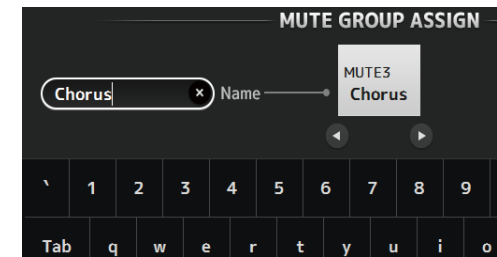 MUTE GROUP ASSIGN
MUTE3
Chorus
Chorus × Name
` 1 2 3 4 5 6 7 8 9
Tab q w e r t y u i o